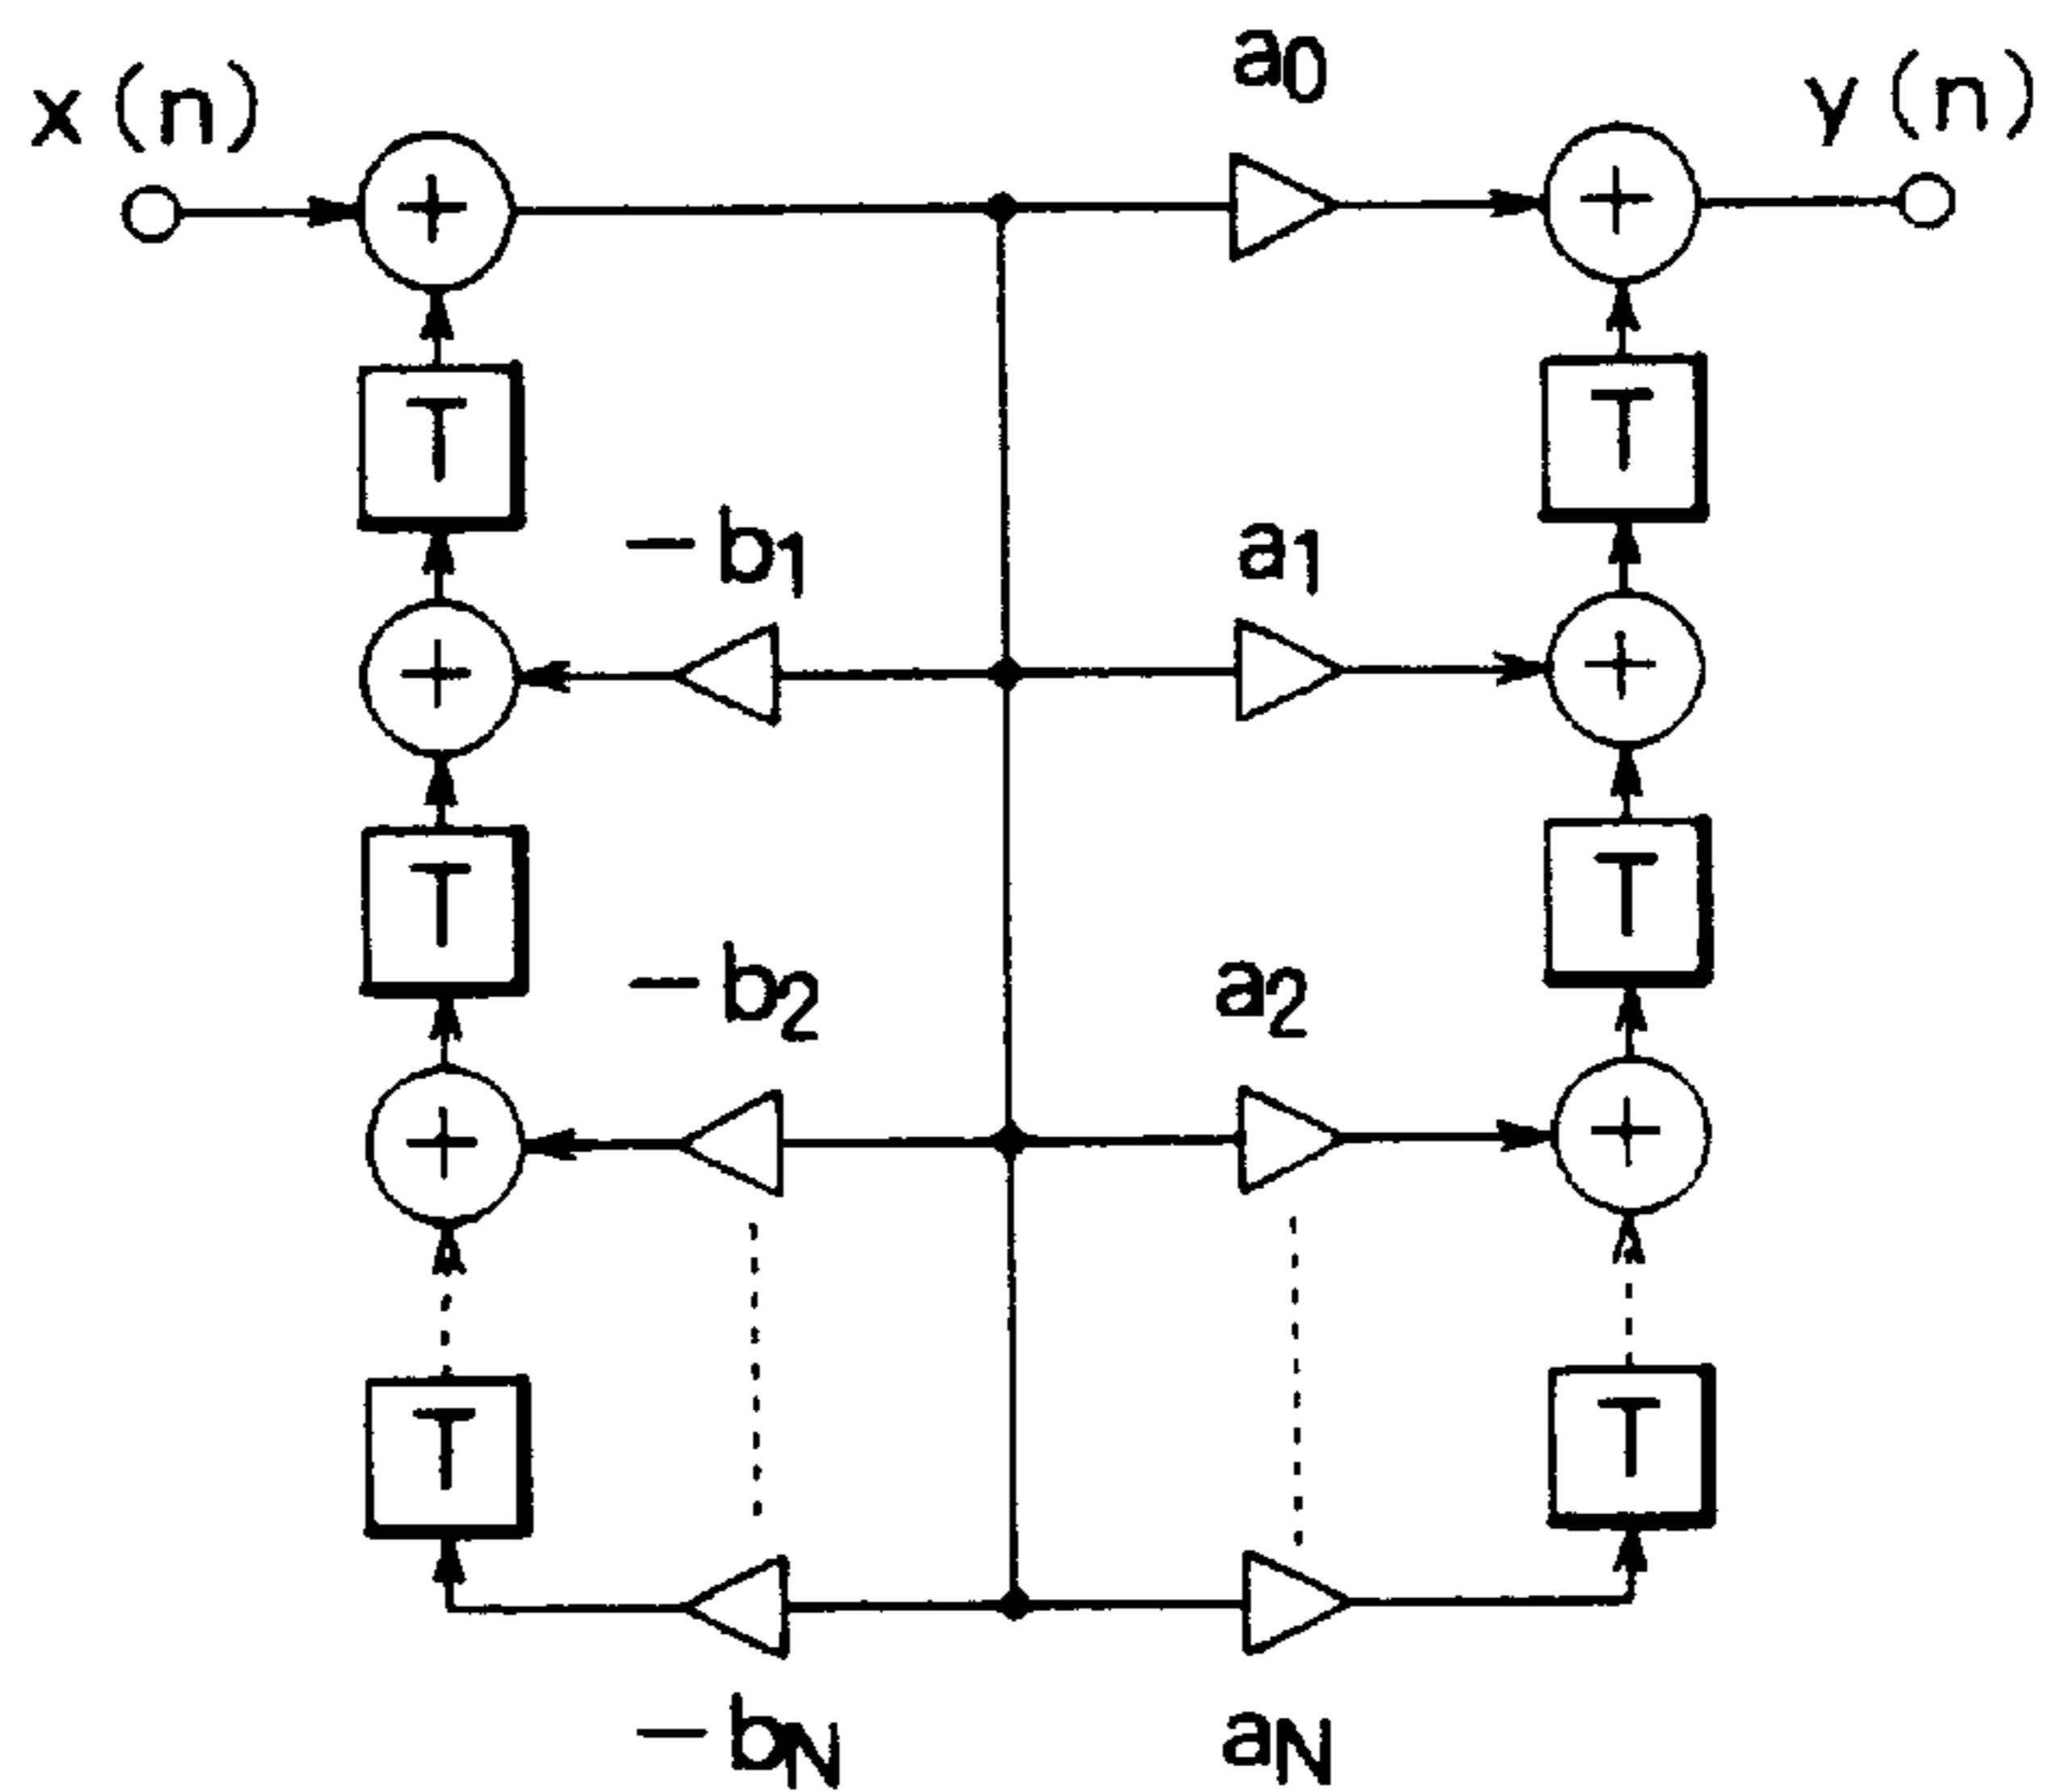 x(n) a0 y(n)
+ +
T T
-b1 a1
+ +
T T
-b2 a2
+ +
T T
-bN aN